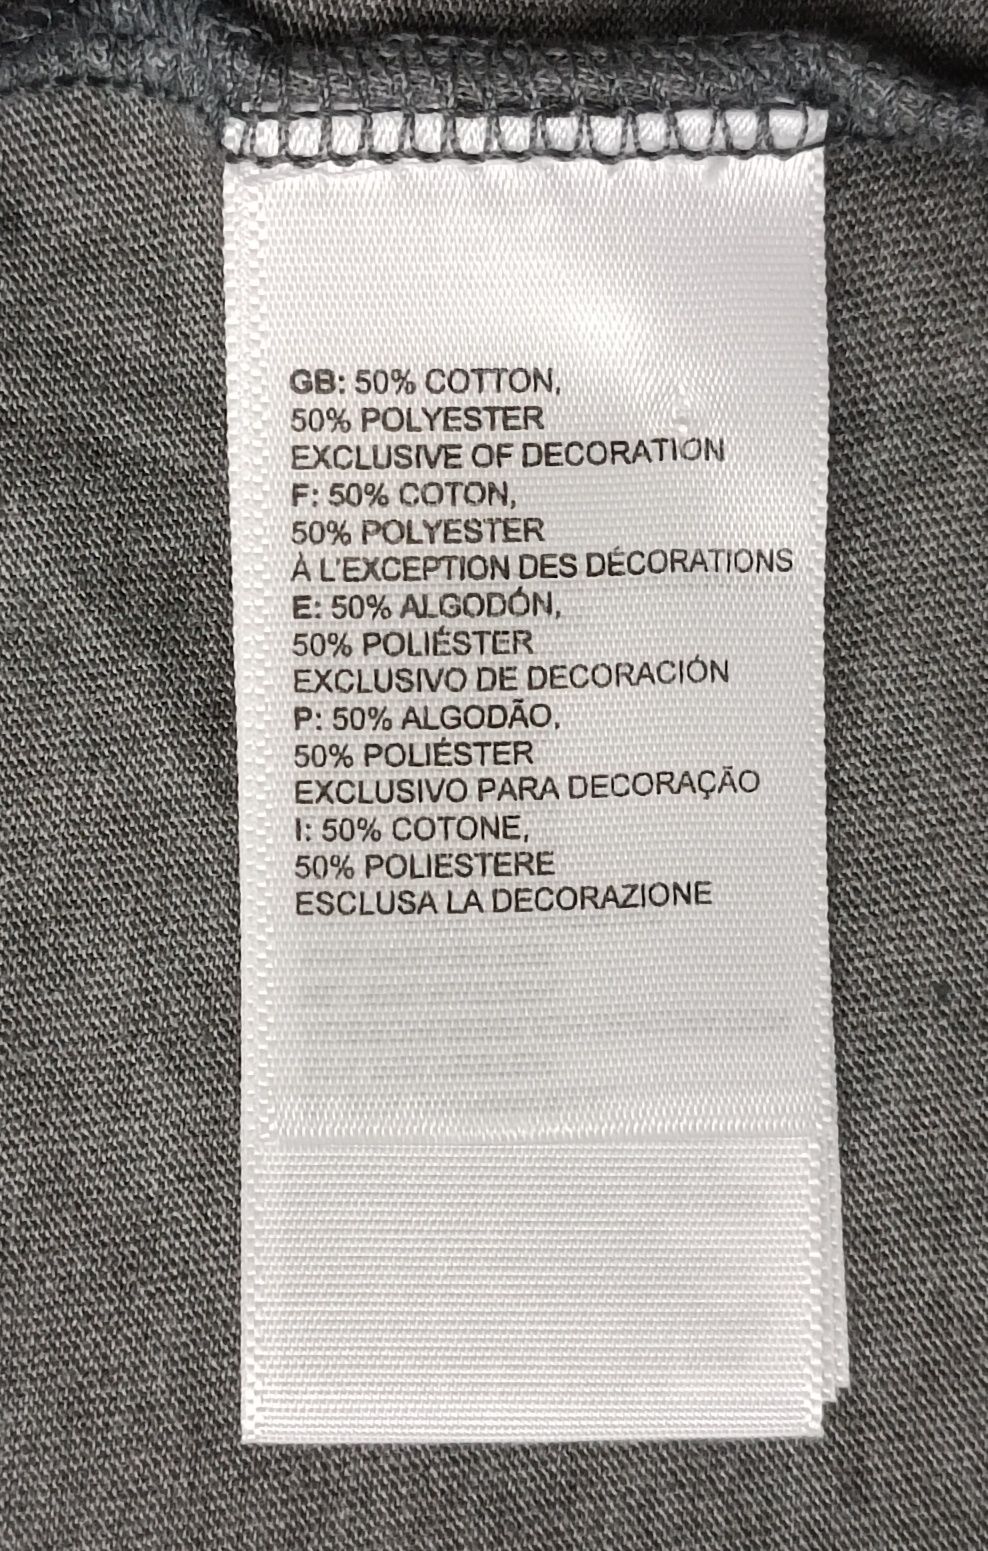 GB: 50% COTTON,
50% POLYESTER
EXCLUSIVE OF DECORATION
F: 50% COTON,
50% POLYESTER
À L'EXCEPTION DES DÉCORATIONS
E: 50% ALGODÓN,
50% POLIÉSTER
EXCLUSIVO DE DECORACIÓN
P: 50% ALGODÃO,
50% POLIÉSTER
EXCLUSIVO PARA DECORAÇÃO
I: 50% COTONE,
50% POLIESTERE
ESCLUSA LA DECORAZIONE